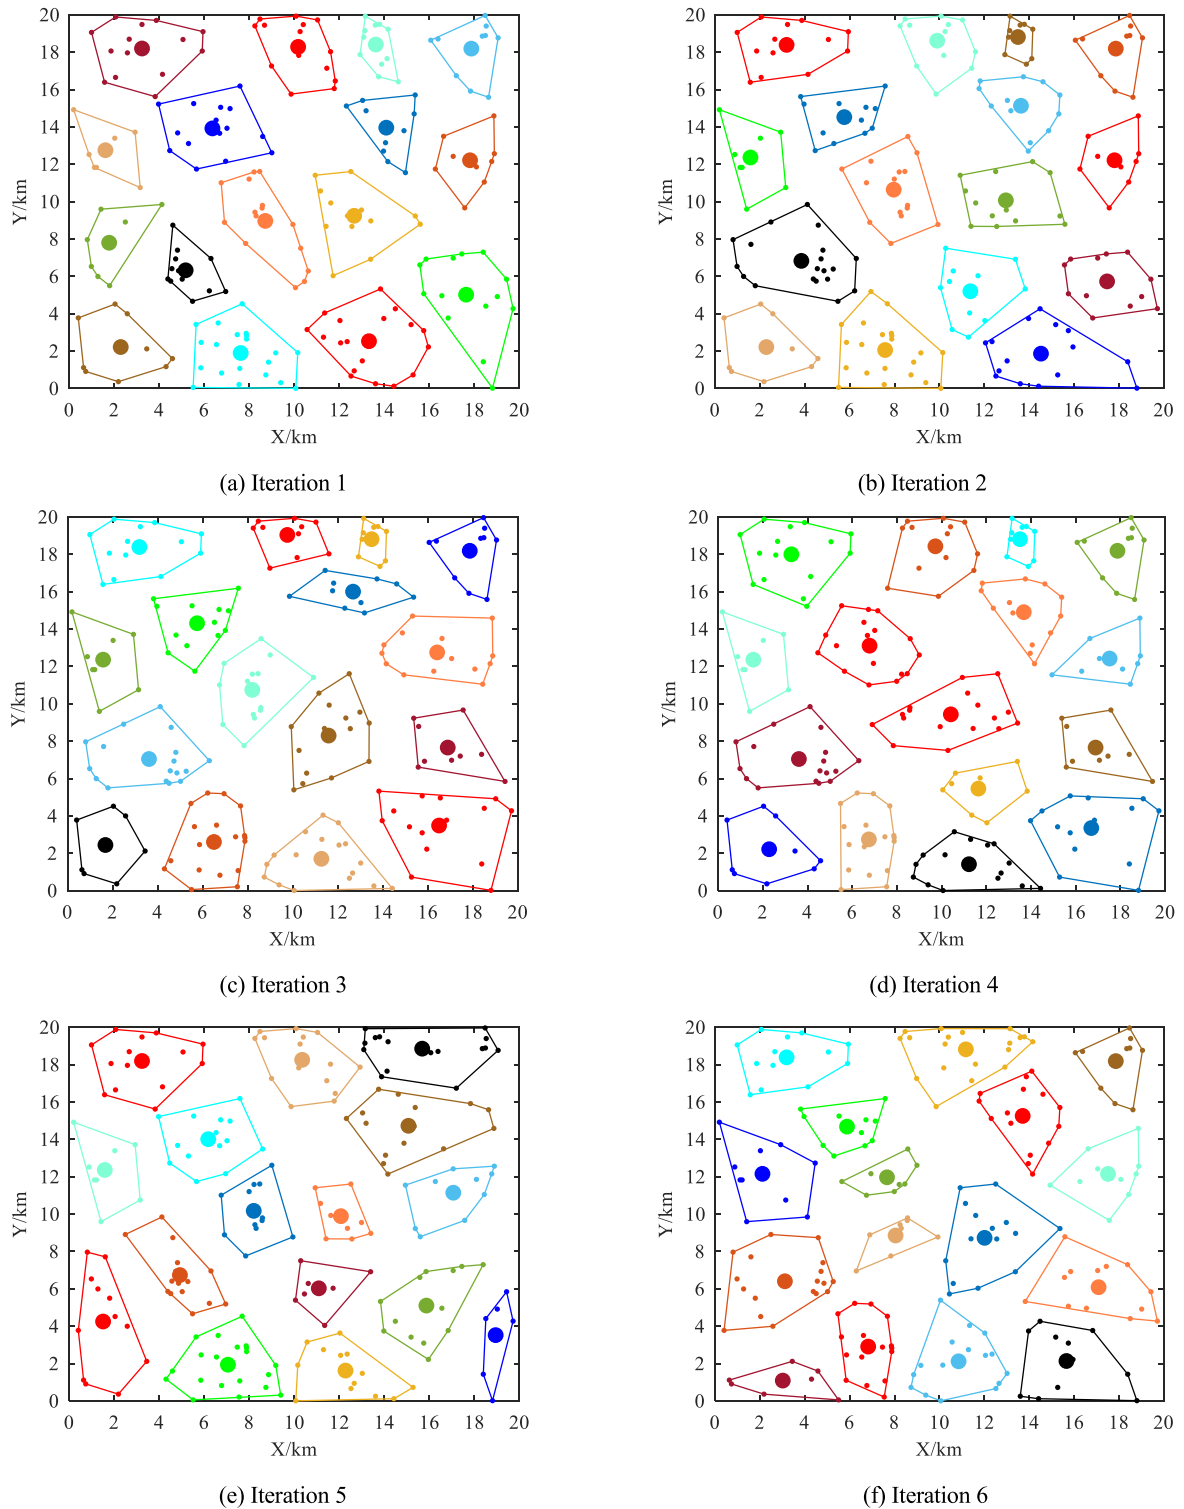 20 18 16 14 12 10 8 6 4 2 0
Y/km
0 2 4 6 8 10 12 14 16 18 20
X/km
(a) Iteration 1
20 18 16 14 12 10 8 6 4 2 0
Y/km
0 2 4 6 8 10 12 14 16 18 20
X/km
(b) Iteration 2
20 18 16 14 12 10 8 6 4 2 0
Y/km
0 2 4 6 8 10 12 14 16 18 20
X/km
(c) Iteration 3
20 18 16 14 12 10 8 6 4 2 0
Y/km
0 2 4 6 8 10 12 14 16 18 20
X/km
(d) Iteration 4
20 18 16 14 12 10 8 6 4 2 0
Y/km
0 2 4 6 8 10 12 14 16 18 20
X/km
(e) Iteration 5
20 18 16 14 12 10 8 6 4 2 0
Y/km
0 2 4 6 8 10 12 14 16 18 20
X/km
(f) Iteration 6